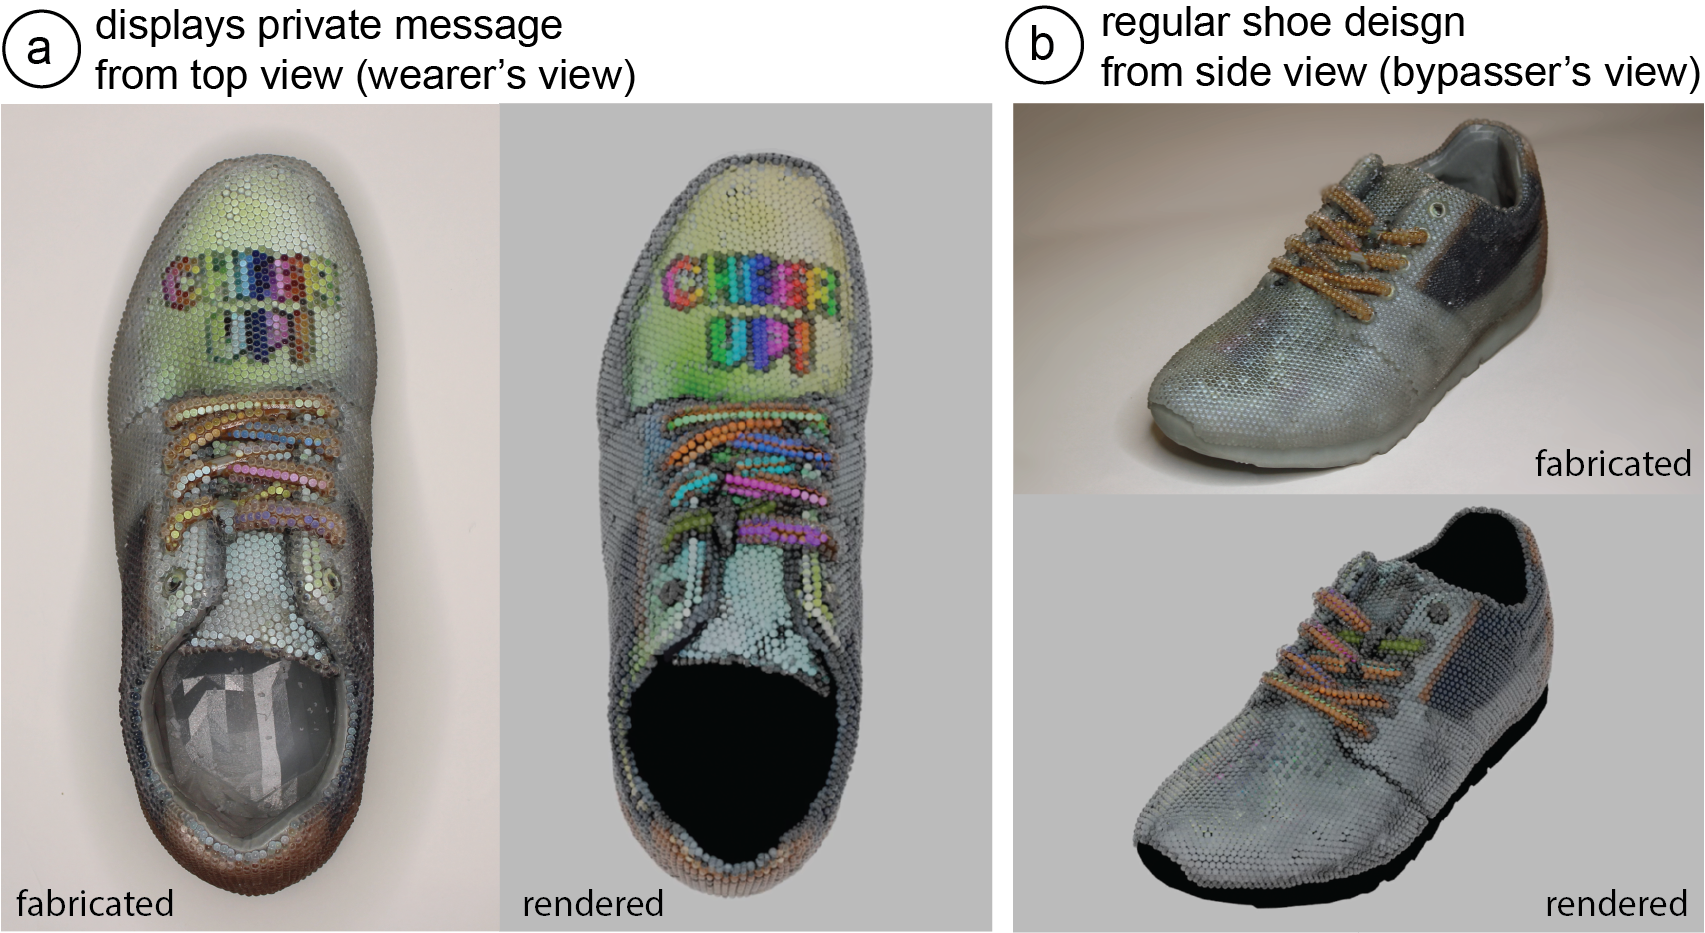 a
displays private message
from top view (wearer's view)
b
regular shoe deisgn
from side view (bypasser's view)
CHEER
UP!
CHEER
UP!
fabricated
rendered
fabricated
rendered